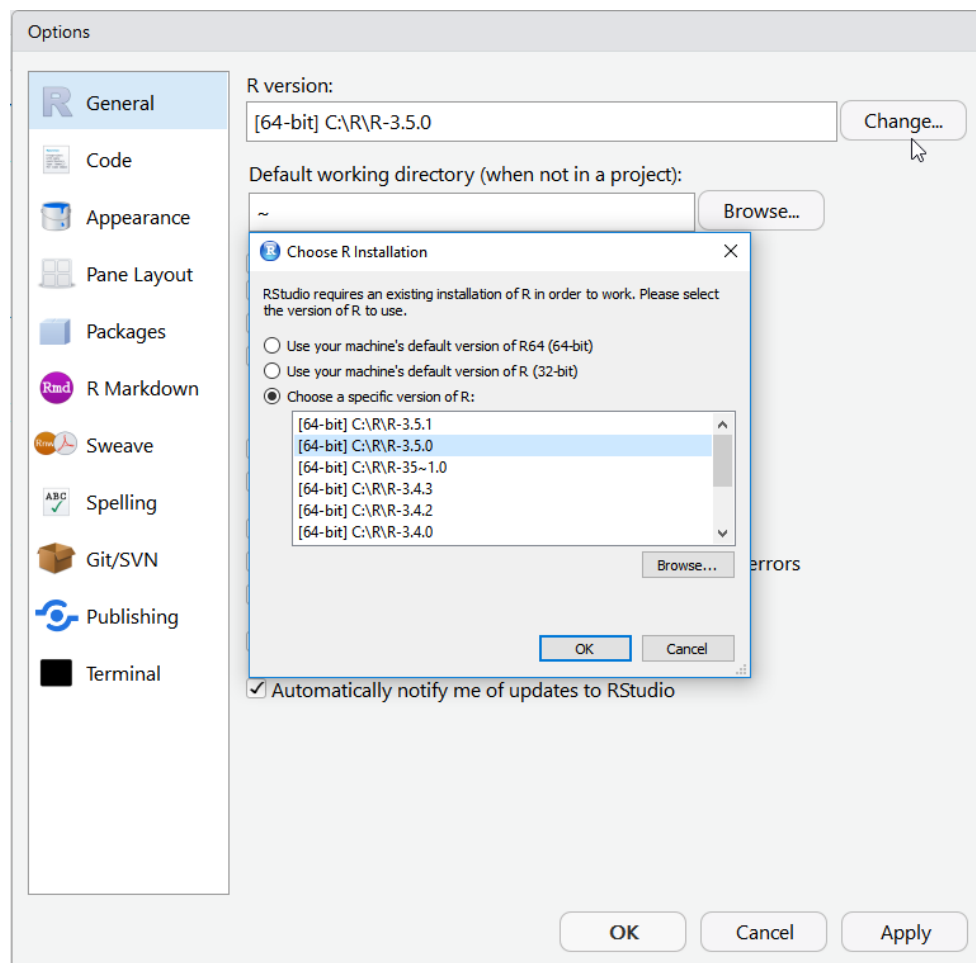 Options
R General
Code
Appearance
Pane Layout
Packages
Rmd R Markdown
Rnw Sweave
ABC Spelling
Git/SVN
Publishing
Terminal
R version:
[64-bit] C:\R\R-3.5.0
Change...
Default working directory (when not in a project):
~
Browse...
R Choose R Installation
RStudio requires an existing installation of R in order to work. Please select
the version of R to use.
Use your machine's default version of R64 (64-bit)
Use your machine's default version of R (32-bit)
Choose a specific version of R:
[64-bit] C:\R\R-3.5.1
[64-bit] C:\R\R-3.5.0
[64-bit] C:\R\R-35~1.0
[64-bit] C:\R\R-3.4.3
[64-bit] C:\R\R-3.4.2
[64-bit] C:\R\R-3.4.0
Browse...
errors
OK
Cancel
Automatically notify me of updates to RStudio
OK
Cancel
Apply